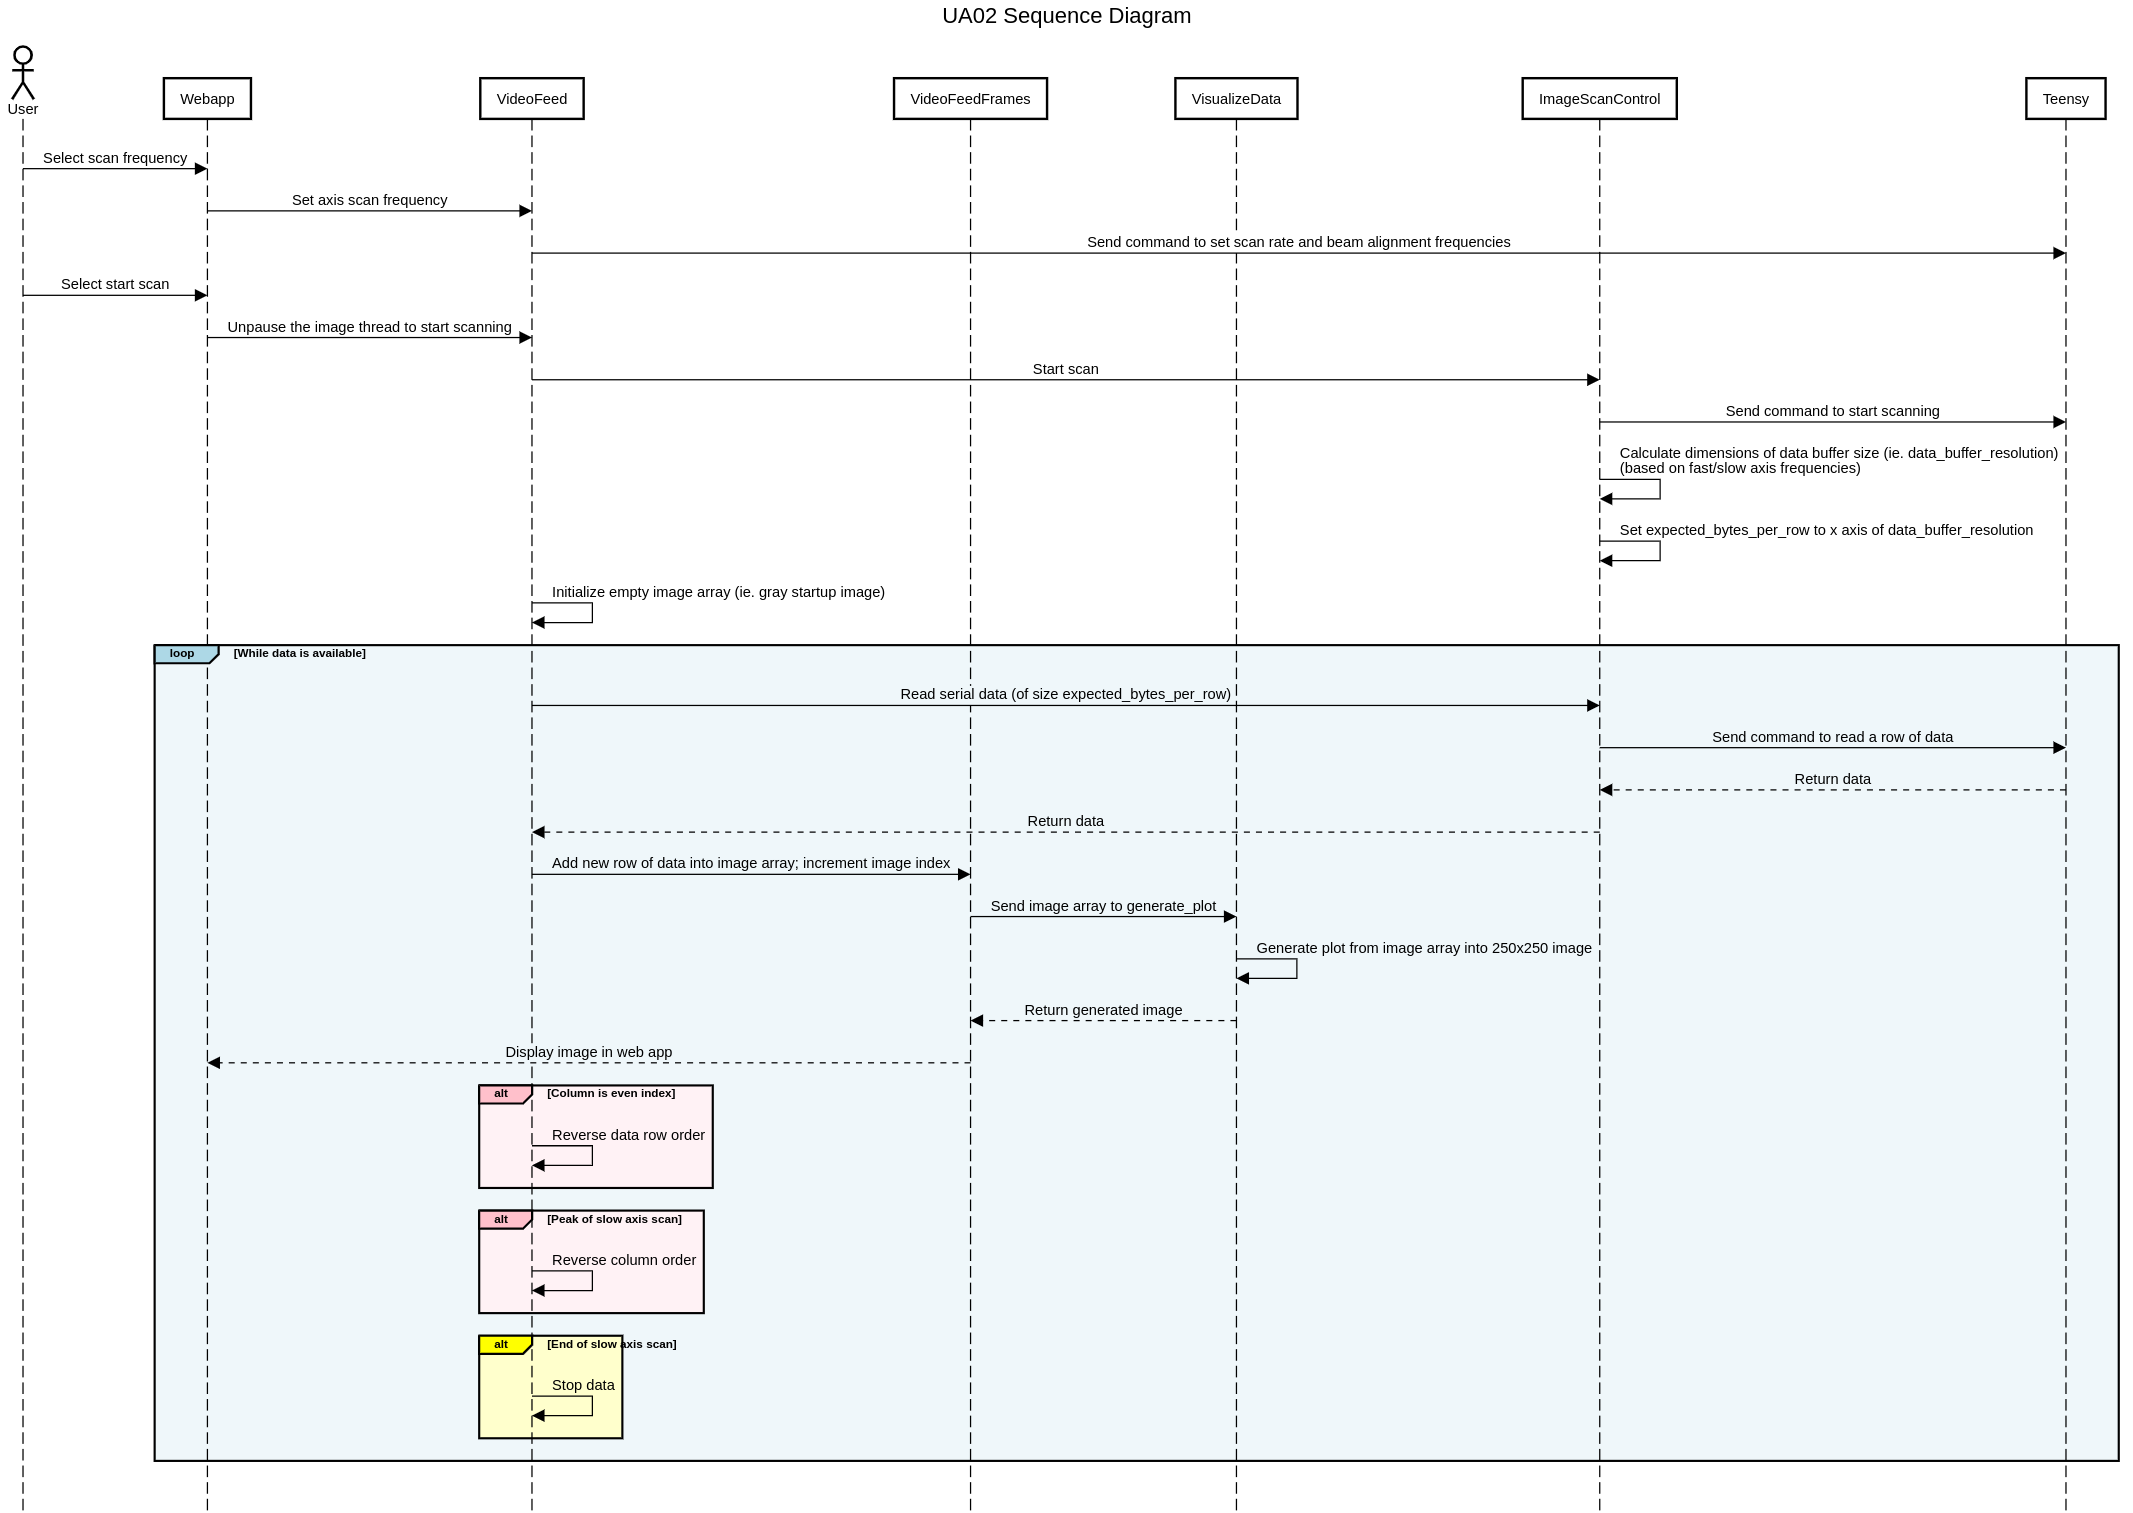 UA02 Sequence Diagram
User
Webapp
VideoFeed
VideoFeedFrames
VisualizeData
ImageScanControl
Teensy
Select scan frequency
Set axis scan frequency
Send command to set scan rate and beam alignment frequencies
Select start scan
Unpause the image thread to start scanning
Start scan
Send command to start scanning
Calculate dimensions of data buffer size (ie. data_buffer_resolution)
(based on fast/slow axis frequencies)
Set expected_bytes_per_row to x axis of data_buffer_resolution
Initialize empty image array (ie. gray startup image)
loop
[While data is available]
Read serial data (of size expected_bytes_per_row)
Send command to read a row of data
Return data
Return data
Add new row of data into image array; increment image index
Send image array to generate_plot
Generate plot from image array into 250x250 image
Return generated image
Display image in web app
alt
[Column is even index]
Reverse data row order
alt
[Peak of slow axis scan]
Reverse column order
alt
[End of slow axis scan]
Stop data